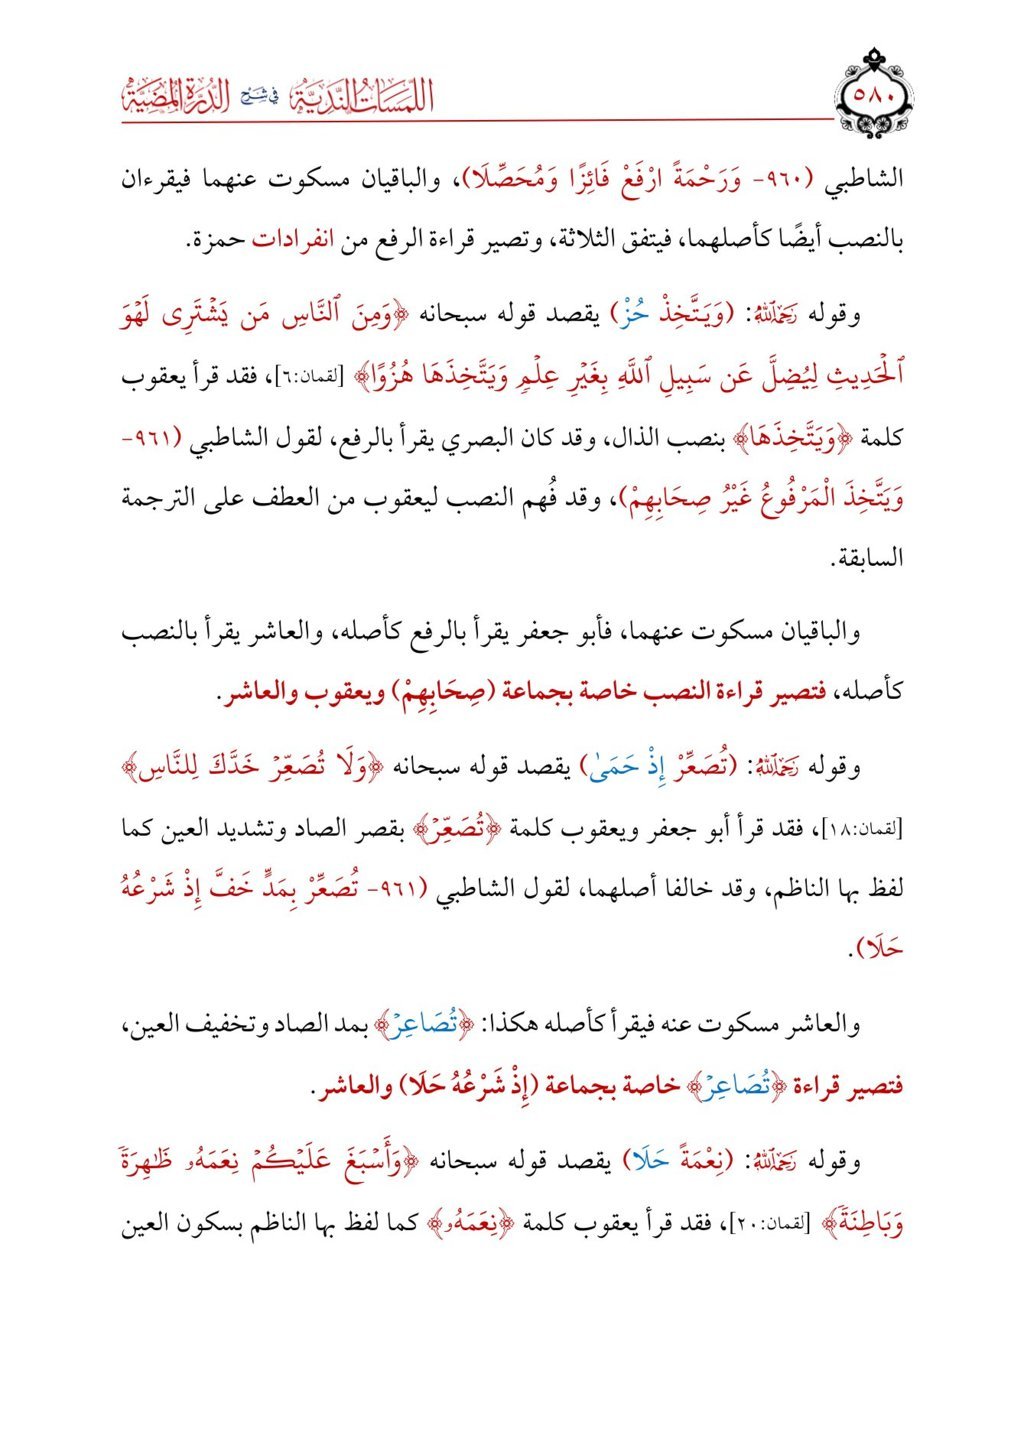 ٥٨٠
اللمسات الندية في شرح الدرة المضية
الشاطبي (٩٦٠- وَرَحْمَةً ارْفَعْ فَائِزًا وَمُحَصِّلَا)، والباقيان مسكوت عنهما فيقرءان
بالنصب أيضًا كأصلهما، فيتفق الثلاثة، وتصير قراءة الرفع من انفرادات حمزة.
وقوله رَحِمَهُ ٱللَّهُ: (وَيَتَّخِذْ حُزْ) يقصد قوله سبحانه ﴿وَمِنَ ٱلنَّاسِ مَن يَشْتَرِى لَهْوَ
ٱلْحَدِيثِ لِيُضِلَّ عَن سَبِيلِ ٱللَّهِ بِغَيْرِ عِلْمٍ وَيَتَّخِذَهَا هُزُوًا﴾ [لقمان:٦]، فقد قرأ يعقوب
كلمة ﴿وَيَتَّخِذَهَا﴾ بنصب الذال، وقد كان البصري يقرأ بالرفع، لقول الشاطبي (٩٦١-
وَيَتَّخِذَ الْمَرْفُوعُ غَيْرُ صِحَابِهِمْ)، وقد فُهم النصب ليعقوب من العطف على الترجمة
السابقة.
والباقيان مسكوت عنهما، فأبو جعفر يقرأ بالرفع كأصله، والعاشر يقرأ بالنصب
كأصله، فتصير قراءة النصب خاصة بجماعة (صِحَابِهِمْ) ويعقوب والعاشر.
وقوله رَحِمَهُ ٱللَّهُ: (تُصَعِّرْ إِذْ حَمَىٰ) يقصد قوله سبحانه ﴿وَلَا تُصَعِّرْ خَدَّكَ لِلنَّاسِ﴾
[لقمان:١٨]، فقد قرأ أبو جعفر ويعقوب كلمة ﴿تُصَعِّرْ﴾ بقصر الصاد وتشديد العين كما
لفظ بها الناظم، وقد خالفا أصلهما، لقول الشاطبي (٩٦١- تُصَعِّرْ بِمَدٍّ خَفَّ إِذْ شَرْعُهُ
حَلَا).
والعاشر مسكوت عنه فيقرأ كأصله هكذا: ﴿تُصَاعِرْ﴾ بمد الصاد وتخفيف العين،
فتصير قراءة ﴿تُصَاعِرْ﴾ خاصة بجماعة (إِذْ شَرْعُهُ حَلَا) والعاشر.
وقوله رَحِمَهُ ٱللَّهُ: (نِعْمَةً حَلَا) يقصد قوله سبحانه ﴿وَأَسْبَغَ عَلَيْكُمْ نِعَمَهُۥ ظَٰهِرَةً
وَبَاطِنَةً﴾ [لقمان:٢٠]، فقد قرأ يعقوب كلمة ﴿نِعَمَهُۥ﴾ كما لفظ بها الناظم بسكون العين